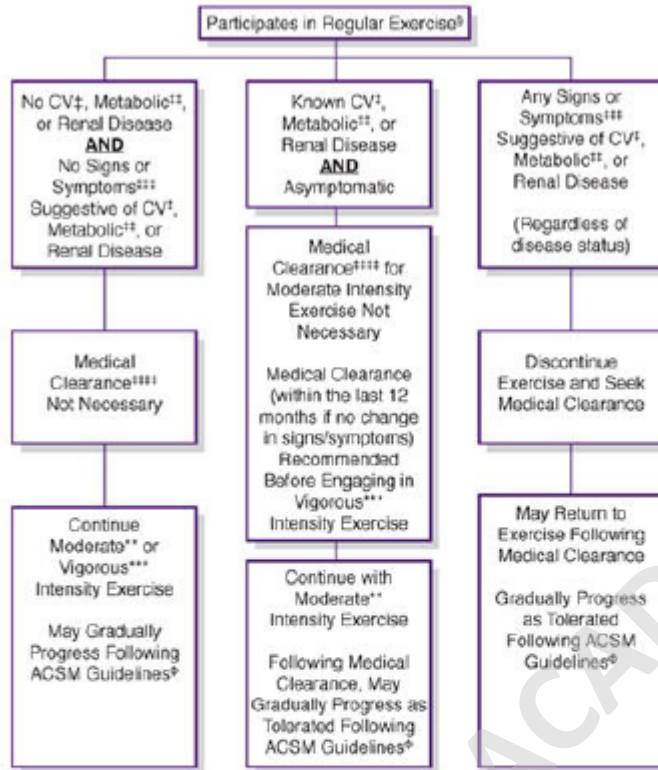 Participates in Regular Exercise§
No CV‡, Metabolic‡‡,
or Renal Disease
AND
No Signs or
Symptoms‡‡‡
Suggestive of CV‡,
Metabolic‡‡, or
Renal Disease
Medical
Clearance‡‡‡‡
Not Necessary
Continue
Moderate** or
Vigorous***
Intensity Exercise
May Gradually
Progress Following
ACSM Guidelines⌖
Known CV‡,
Metabolic‡‡, or
Renal Disease
AND
Asymptomatic
Medical
Clearance‡‡‡‡ for
Moderate Intensity
Exercise Not
Necessary
Medical Clearance
(within the last 12
months if no change
in signs/symptoms)
Recommended
Before Engaging in
Vigorous***
Intensity Exercise
Continue with
Moderate**
Intensity Exercise
Following Medical
Clearance, May
Gradually Progress as
Tolerated Following
ACSM Guidelines⌖
Any Signs or
Symptoms‡‡‡
Suggestive of CV‡,
Metabolic‡‡, or
Renal Disease
(Regardless of
disease status)
Discontinue
Exercise and Seek
Medical Clearance
May Return to
Exercise Following
Medical Clearance
Gradually Progress
as Tolerated
Following ACSM
Guidelines⌖
ACAD